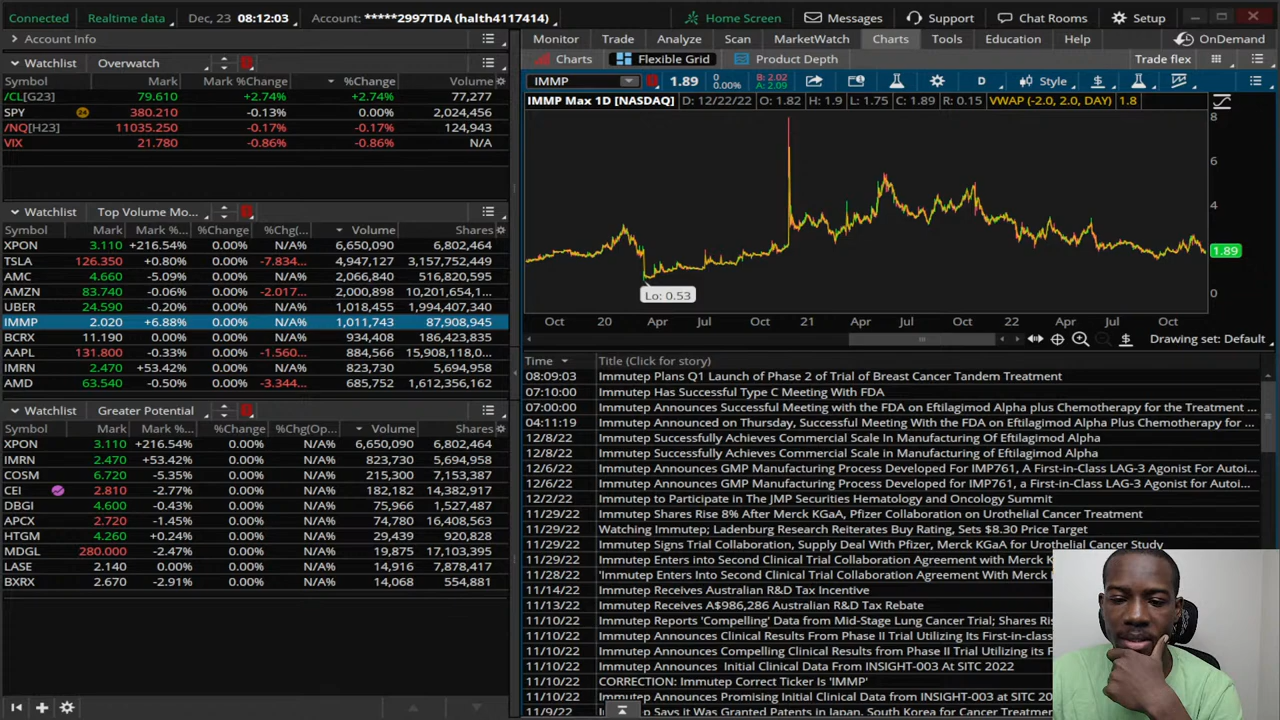 Connected Realtime data Dec, 23 08:12:03 Account: *****2997TDA (halth4117414) Home Screen Messages Support Chat Rooms Setup
Account Info
Monitor Trade Analyze Scan MarketWatch Charts Tools Education Help OnDemand
Charts Flexible Grid Product Depth Trade flex
IMMP 1.89 0.00 0.00% B: 2.02 A: 2.09 D Style
IMMP Max 1D [NASDAQ] D: 12/22/22 O: 1.82 H: 1.9 L: 1.75 C: 1.89 R: 0.15 VWAP (-2.0, 2.0, DAY) 1.8
8
6
4
1.89
0
Lo: 0.53
Oct 20 Apr Jul Oct 21 Apr Jul Oct 22 Apr Jul Oct
Drawing set: Default
Watchlist Overwatch
Symbol Mark Mark %Change %Change Volume
/CL[G23] 79.610 +2.74% +2.74% 77,277
SPY 24 380.210 -0.13% 0.00% 2,024,456
/NQ[H23] 11035.250 -0.17% -0.17% 124,943
VIX 21.780 -0.86% -0.86% N/A
Watchlist Top Volume Mo...
Symbol Mark Mark %... %Change %Chg(... Volume Shares
XPON 3.110 +216.54% 0.00% N/A% 6,650,090 6,802,464
TSLA 126.350 +0.80% 0.00% -7.834... 4,947,127 3,157,752,449
AMC 4.660 -5.09% 0.00% N/A% 2,066,840 516,820,595
AMZN 83.740 -0.06% 0.00% -2.017... 2,000,898 10,201,654,1...
UBER 24.590 -0.20% 0.00% N/A% 1,018,455 1,994,407,340
IMMP 2.020 +6.88% 0.00% N/A% 1,011,743 87,908,945
BCRX 11.190 0.00% 0.00% N/A% 934,408 186,423,835
AAPL 131.800 -0.33% 0.00% -1.560... 884,566 15,908,118,0...
IMRN 2.470 +53.42% 0.00% N/A% 823,730 5,694,958
AMD 63.540 -0.50% 0.00% -3.344... 685,752 1,612,356,162
Watchlist Greater Potential
Symbol Mark Mark %... %Change %Chg(Op... Volume Shares
XPON 3.110 +216.54% 0.00% N/A% 6,650,090 6,802,464
IMRN 2.470 +53.42% 0.00% N/A% 823,730 5,694,958
COSM 6.720 -5.35% 0.00% N/A% 215,300 7,153,387
CEI 2.810 -2.77% 0.00% N/A% 182,182 14,382,917
DBGI 4.600 -0.43% 0.00% N/A% 75,966 1,527,487
APCX 2.720 -1.45% 0.00% N/A% 74,780 16,408,563
HTGM 4.260 +0.24% 0.00% N/A% 29,439 920,828
MDGL 280.000 -2.47% 0.00% N/A% 19,875 17,103,395
LASE 2.140 0.00% 0.00% N/A% 14,916 7,878,417
BXRX 2.670 -2.91% 0.00% N/A% 14,068 554,881
Time Title (Click for story)
08:09:03 Immutep Plans Q1 Launch of Phase 2 of Trial of Breast Cancer Tandem Treatment
07:10:00 Immutep Has Successful Type C Meeting With FDA
07:00:00 Immutep Announces Successful Meeting with the FDA on Eftilagimod Alpha plus Chemotherapy for the Treatment ...
04:11:19 Immutep Announced on Thursday, Successful Meeting With the FDA on Eftilagimod Alpha Plus Chemotherapy for ...
12/8/22 Immutep Successfully Achieves Commercial Scale In Manufacturing Of Eftilagimod Alpha
12/8/22 Immutep Successfully Achieves Commercial Scale in Manufacturing of Eftilagimod Alpha
12/6/22 Immutep Announces GMP Manufacturing Process Developed For IMP761, A First-in-Class LAG-3 Agonist For Autoi...
12/6/22 Immutep Announces GMP Manufacturing Process Developed for IMP761, a First-in-Class LAG-3 Agonist for Autoi...
12/2/22 Immutep to Participate in The JMP Securities Hematology and Oncology Summit
11/29/22 Immutep Shares Rise 8% After Merck KGaA, Pfizer Collaboration on Urothelial Cancer Treatment
11/29/22 Watching Immutep; Ladenburg Research Reiterates Buy Rating, Sets $8.30 Price Target
11/29/22 Immutep Signs Trial Collaboration, Supply Deal With Pfizer, Merck KGaA for Urothelial Cancer Study
11/29/22 Immutep Enters into Second Clinical Trial Collaboration Agreement with Merck
11/28/22 'Immutep Enters Into Second Clinical Trial Collaboration Agreement With Merck
11/14/22 Immutep Receives Australian R&D Tax Incentive
11/13/22 Immutep Receives A$986,286 Australian R&D Tax Rebate
11/10/22 Immutep Reports 'Compelling' Data from Mid-Stage Lung Cancer Trial; Shares
11/10/22 Immutep Announces Clinical Results From Phase II Trial Utilizing Its First-in-
11/10/22 Immutep Announces Compelling Clinical Results from Phase II Trial Utilizing
11/10/22 Immutep Announces Initial Clinical Data From INSIGHT-003 At SITC 2022
11/10/22 CORRECTION: Immutep Correct Ticker Is 'IMMP'
11/10/22 Immutep Announces Promising Initial Clinical Data from INSIGHT-003 at SITC
11/9/22 Says it Was Granted Patents in Japan, South Korea for Cancer